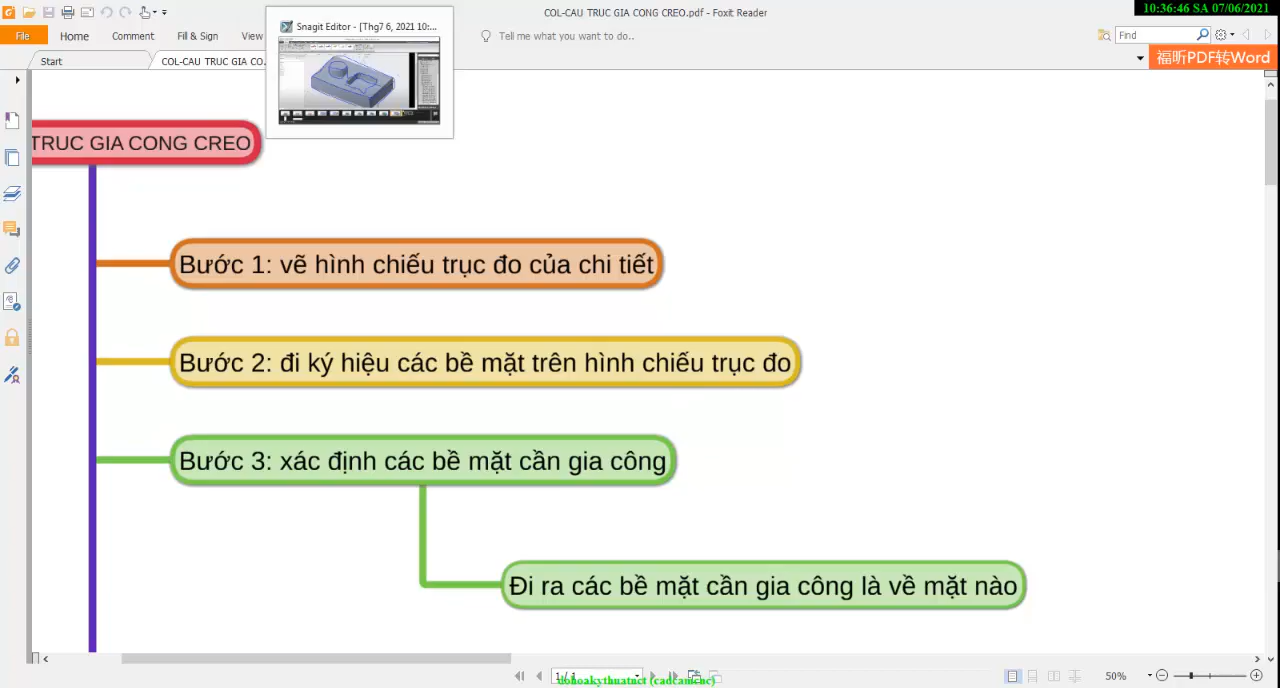 COL-CAU TRUC GIA CONG CREO.pdf - Foxit Reader
10:36:46 SA 07/06/2021
File
Home
Comment
Fill & Sign
View
Snagit Editor - [Thg7 6, 2021 10:...
Tell me what you want to do..
Find
福昕PDF转Word
Start
COL-CAU TRUC GIA CO...
TRUC GIA CONG CREO
Bước 1: vẽ hình chiếu trục đo của chi tiết
Bước 2: đi ký hiệu các bề mặt trên hình chiếu trục đo
Bước 3: xác định các bề mặt cần gia công
Đi ra các bề mặt cần gia công là về mặt nào
1 / 1
dohoakythuatnct (cadcamcnc)
50%